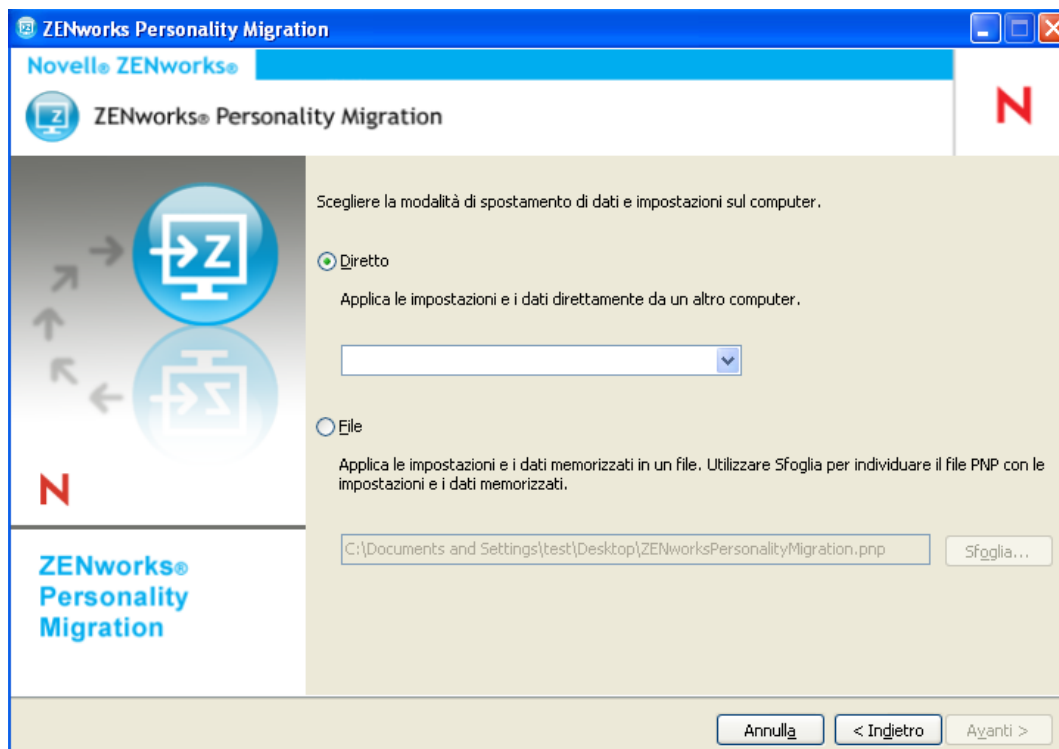 ZENworks Personality Migration
Novell® ZENworks®
ZENworks® Personality Migration
N
Z
Scegliere la modalità di spostamento di dati e impostazioni sul computer.
Diretto
Applica le impostazioni e i dati direttamente da un altro computer.
File
Applica le impostazioni e i dati memorizzati in un file. Utilizzare Sfoglia per individuare il file PNP con le
impostazioni e i dati memorizzati.
C:\Documents and Settings\test\Desktop\ZENworksPersonalityMigration.pnp
Sfoglia...
N
ZENworks®
Personality
Migration
Annulla
< Indietro
Avanti >